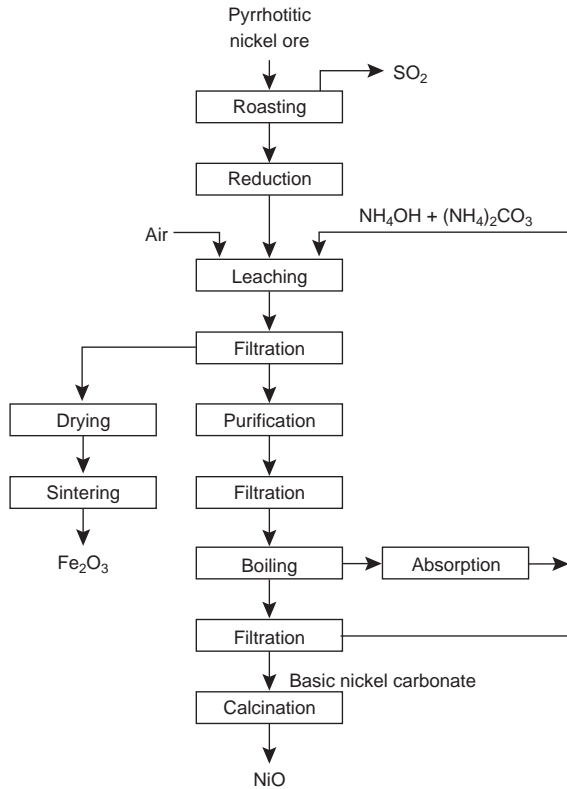 Pyrrhotitic
nickel ore
SO₂
Roasting
Reduction
NH₄OH + (NH₄)₂CO₃
Air
Leaching
Filtration
Drying
Purification
Sintering
Filtration
Fe₂O₃
Boiling
Absorption
Filtration
Basic nickel carbonate
Calcination
NiO